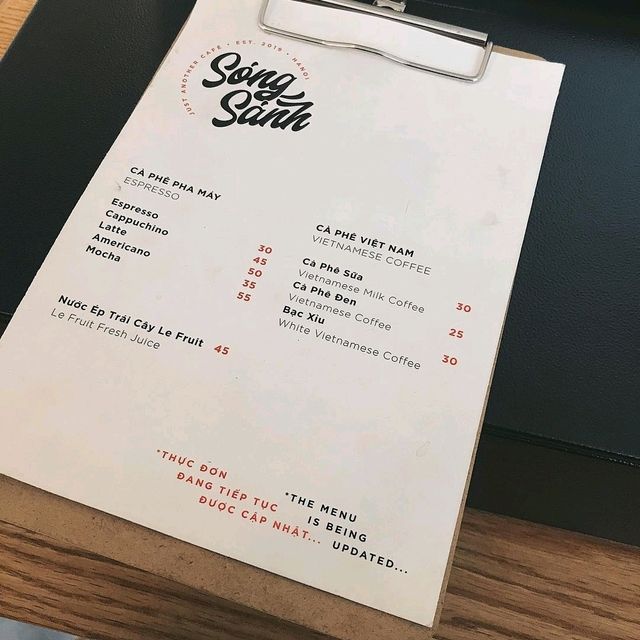 JUST ANOTHER CAFE • EST. 2019 • HANOI
Sóng
Sánh
CÀ PHÊ PHA MÁY
ESPRESSO
Espresso 30
Cappuchino 45
Latte 50
Americano 35
Mocha 55
Nước Ép Trái Cây Le Fruit 45
Le Fruit Fresh Juice
CÀ PHÊ VIỆT NAM
VIETNAMESE COFFEE
Cà Phê Sữa 30
Vietnamese Milk Coffee
Cà Phê Đen 25
Vietnamese Coffee
Bạc Xỉu 30
White Vietnamese Coffee
*THỰC ĐƠN
ĐANG TIẾP TỤC
ĐƯỢC CẬP NHẬT...
*THE MENU
IS BEING
UPDATED...